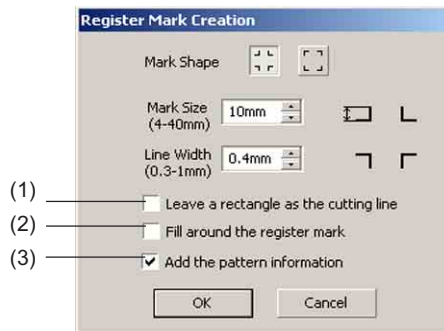 Register Mark Creation
Mark Shape
Mark Size
(4-40mm)
10mm
Line Width
(0.3-1mm)
0.4mm
(1)
Leave a rectangle as the cutting line
(2)
Fill around the register mark
(3)
Add the pattern information
OK
Cancel